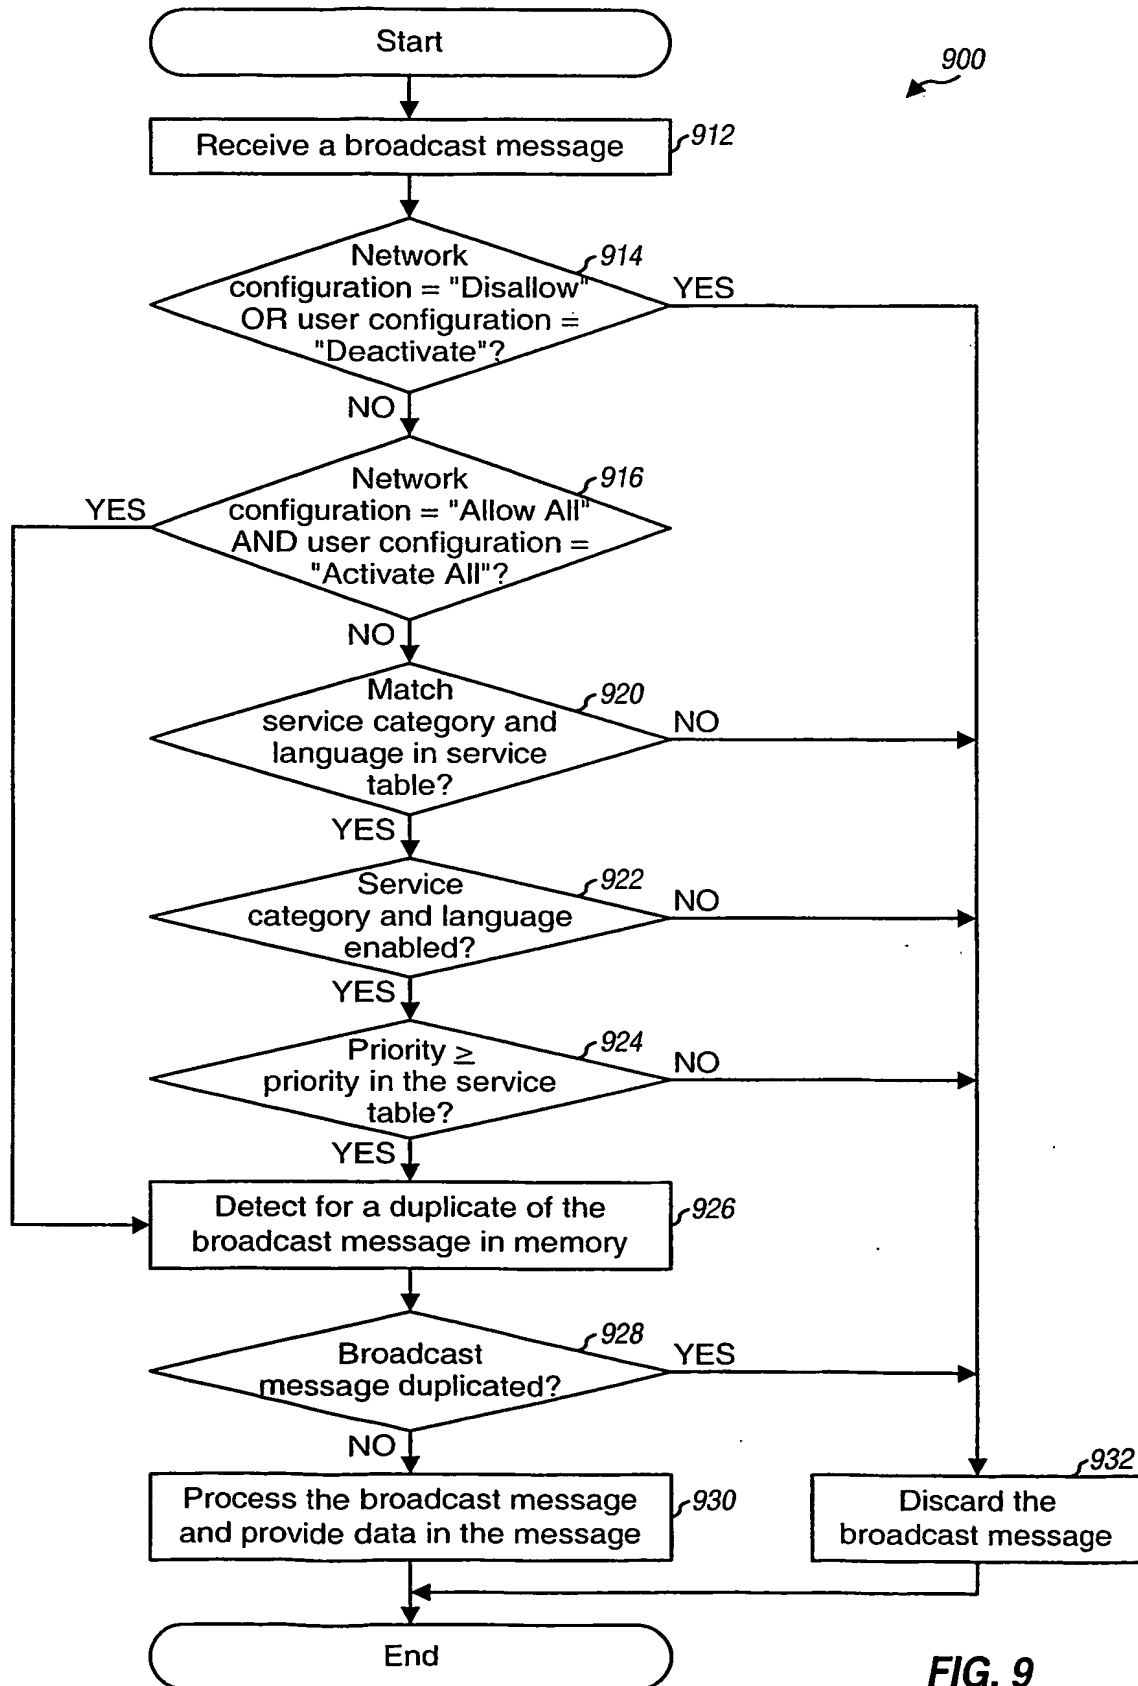 Start
900
Receive a broadcast message
912
Network
configuration = "Disallow"
OR user configuration =
"Deactivate"?
914
YES
NO
Network
configuration = "Allow All"
AND user configuration =
"Activate All"?
916
YES
NO
Match
service category and
language in service
table?
920
NO
YES
Service
category and language
enabled?
922
NO
YES
Priority ≥
priority in the service
table?
924
NO
YES
Detect for a duplicate of the
broadcast message in memory
926
Broadcast
message duplicated?
928
YES
NO
Process the broadcast message
and provide data in the message
930
Discard the
broadcast message
932
End
FIG. 9